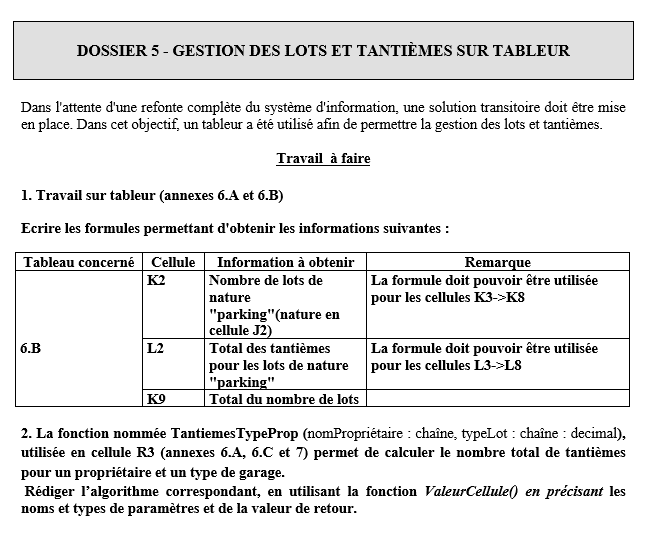 DOSSIER 5 - GESTION DES LOTS ET TANTIÈMES SUR TABLEUR
Dans l'attente d'une refonte complète du système d'information, une solution transitoire doit être mise
en place. Dans cet objectif, un tableur a été utilisé afin de permettre la gestion des lots et tantièmes.
Travail à faire
1. Travail sur tableur (annexes 6.A et 6.B)
Ecrire les formules permettant d'obtenir les informations suivantes :
Tableau concerné Cellule Information à obtenir Remarque
K2 Nombre de lots de La formule doit pouvoir être utilisée
nature pour les cellules K3->K8
"parking"(nature en
cellule J2)
6.B L2 Total des tantièmes La formule doit pouvoir être utilisée
pour les lots de nature pour les cellules L3->L8
"parking"
K9 Total du nombre de lots
2. La fonction nommée TantiemesTypeProp (nomPropriétaire : chaîne, typeLot : chaîne : decimal),
utilisée en cellule R3 (annexes 6.A, 6.C et 7) permet de calculer le nombre total de tantièmes
pour un propriétaire et un type de garage.
Rédiger l’algorithme correspondant, en utilisant la fonction ValeurCellule() en précisant les
noms et types de paramètres et de la valeur de retour.